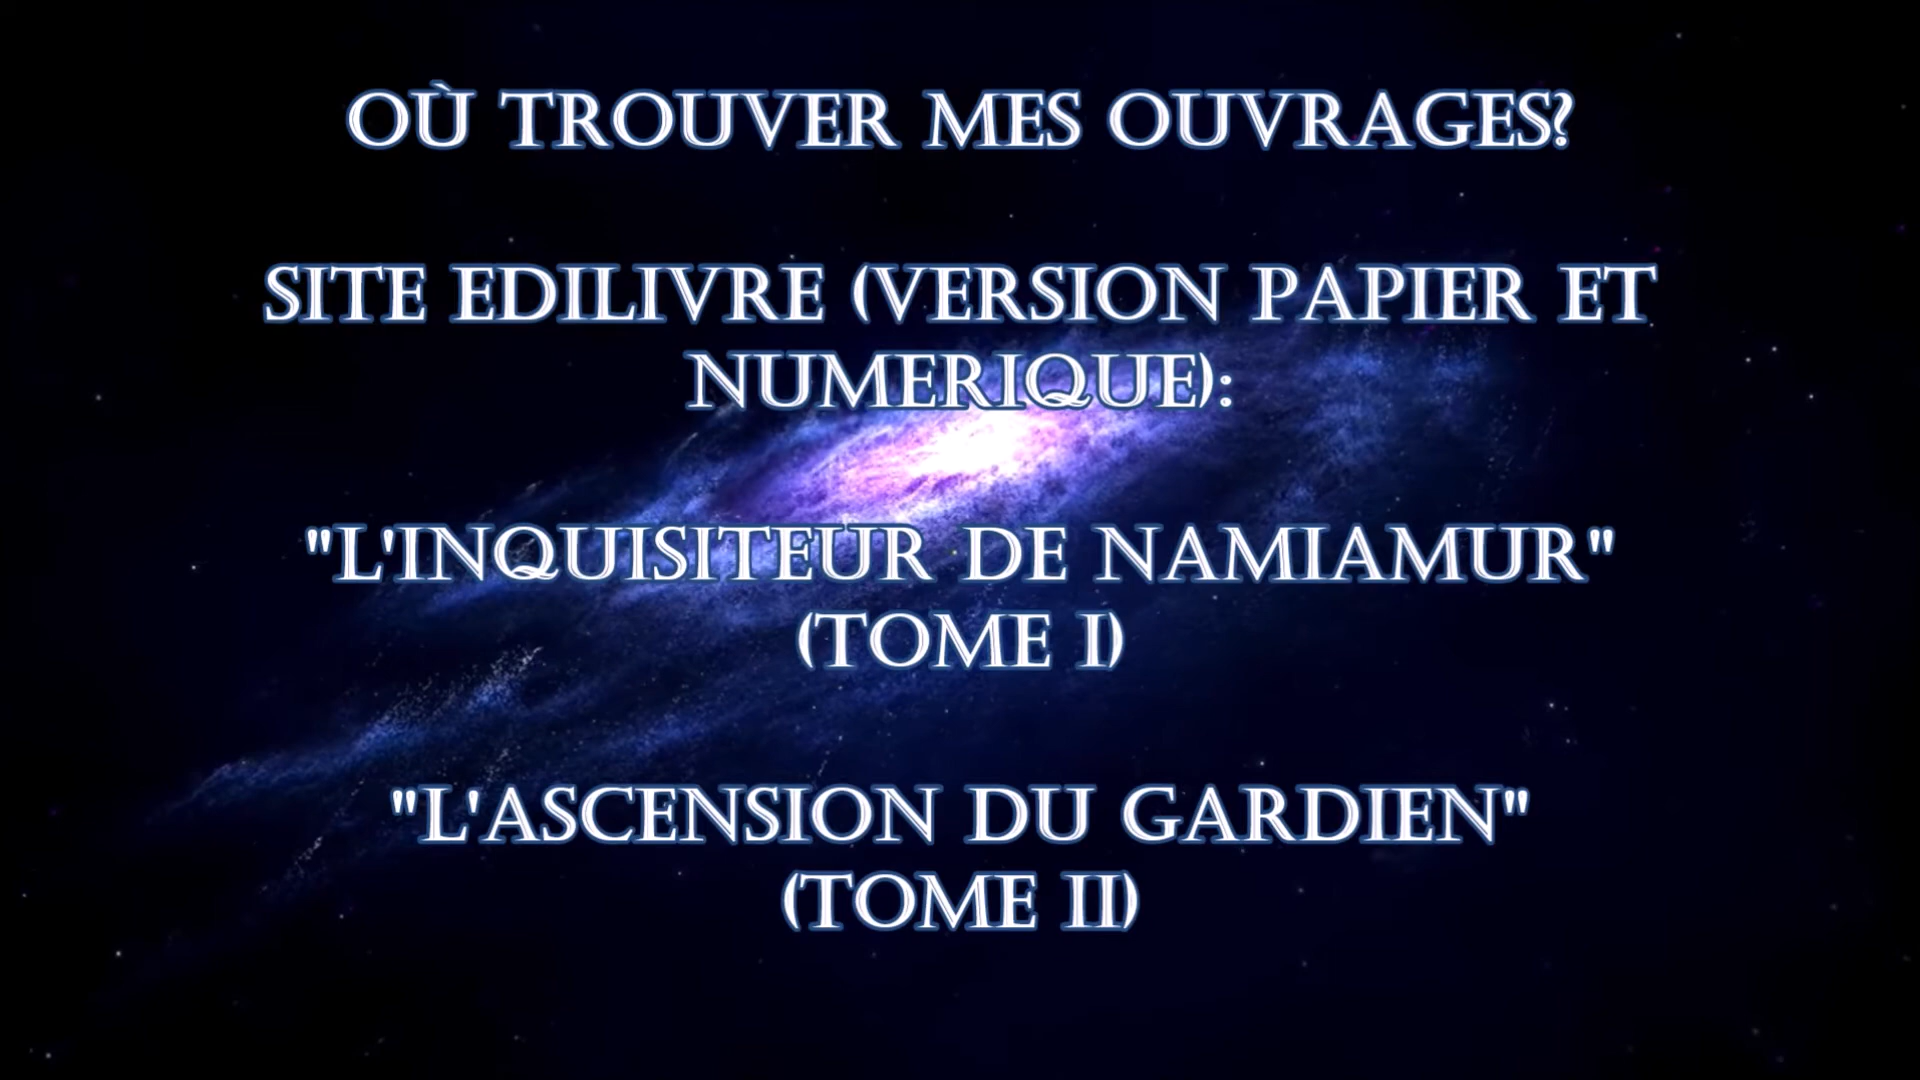 OÙ TROUVER MES OUVRAGES?
SITE EDILIVRE (VERSION PAPIER ET
NUMERIQUE):
"L'INQUISITEUR DE NAMIAMUR"
(TOME I)
"L'ASCENSION DU GARDIEN"
(TOME II)